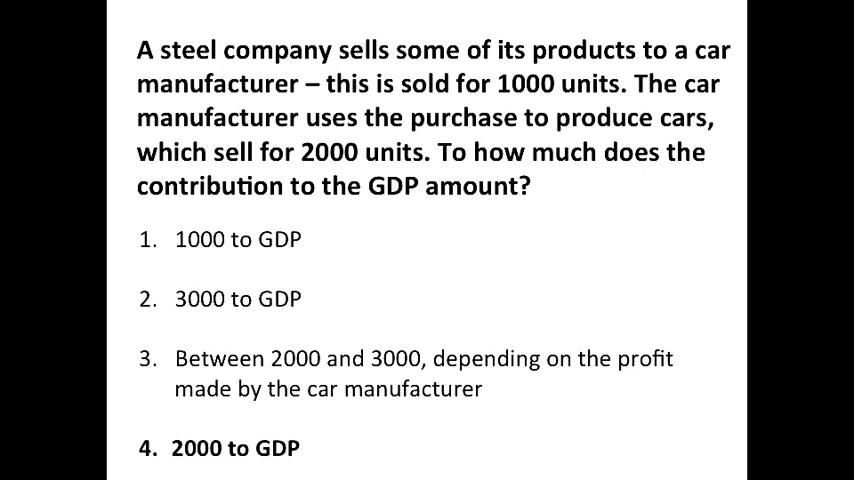 A steel company sells some of its products to a car
manufacturer – this is sold for 1000 units. The car
manufacturer uses the purchase to produce cars,
which sell for 2000 units. To how much does the
contribution to the GDP amount?
1. 1000 to GDP
2. 3000 to GDP
3. Between 2000 and 3000, depending on the profit
made by the car manufacturer
4. 2000 to GDP